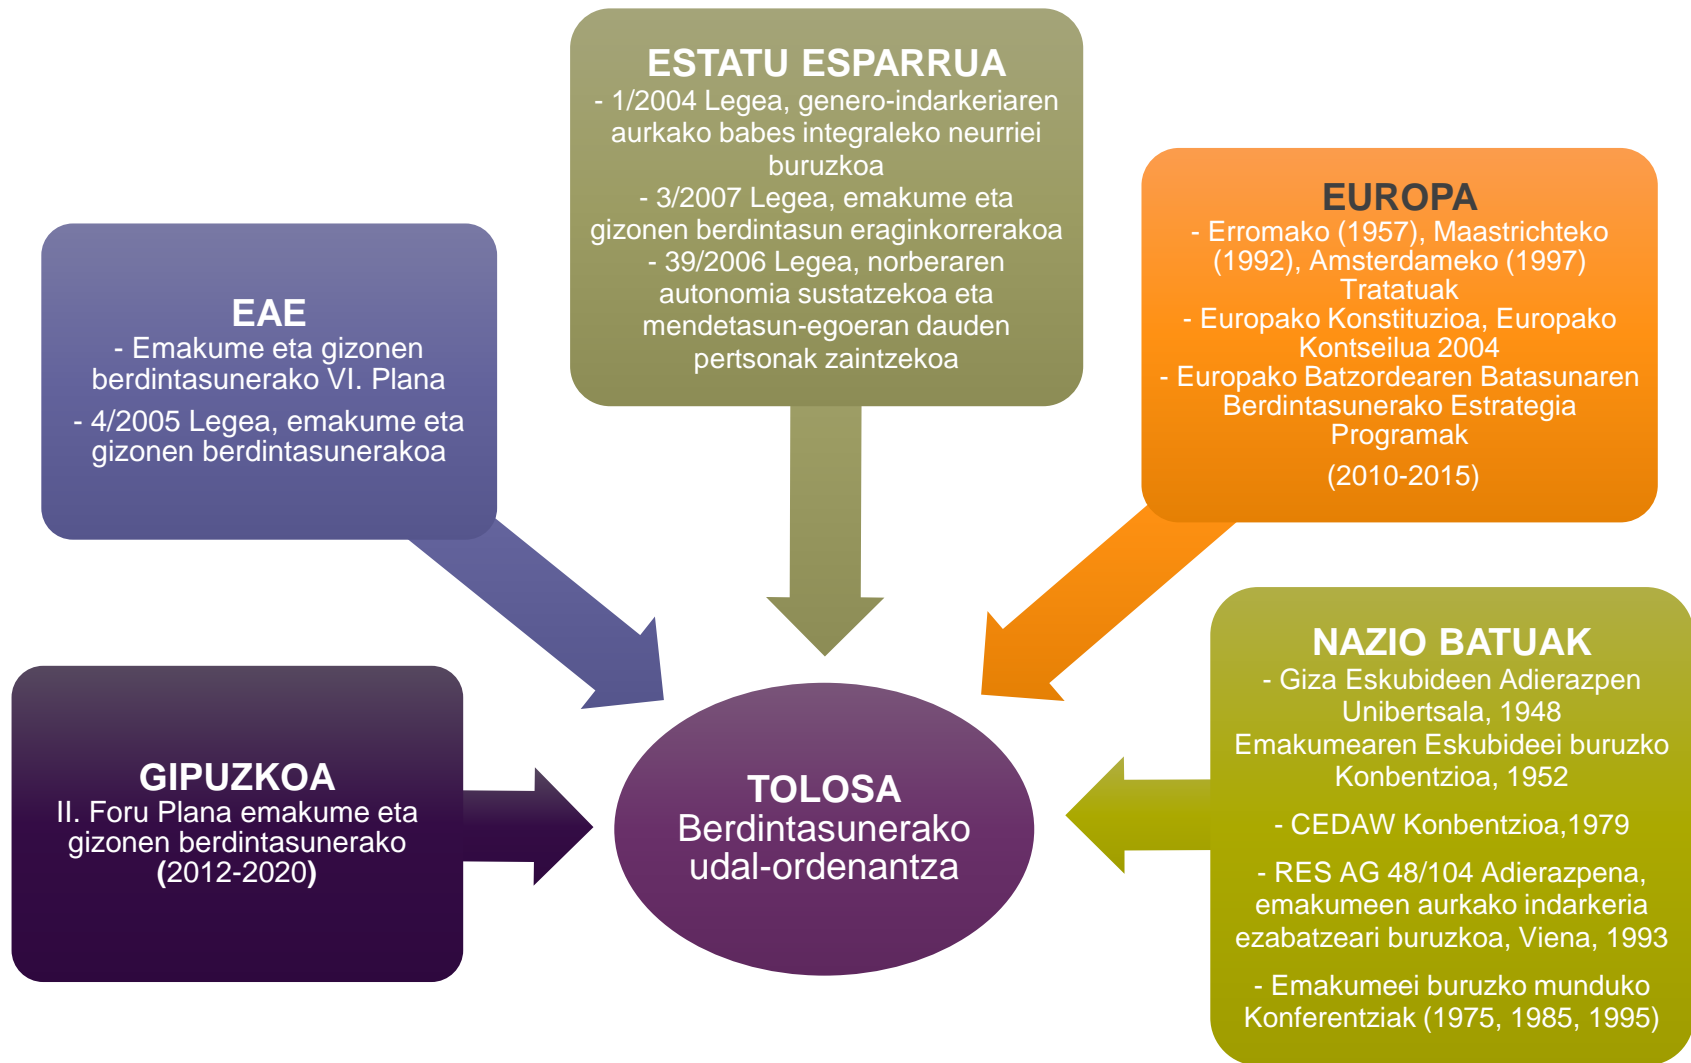 ESTATU ESPARRUA
- 1/2004 Legea, genero-indarkeriaren
aurkako babes integraleko neurriei
buruzkoa
- 3/2007 Legea, emakume eta
gizonen berdintasun eraginkorrerakoa
- 39/2006 Legea, norberaren
autonomia sustatzekoa eta
mendetasun-egoeran dauden
pertsonak zaintzekoa
EAE
- Emakume eta gizonen
berdintasunerako VI. Plana
- 4/2005 Legea, emakume eta
gizonen berdintasunerakoa
EUROPA
- Erromako (1957), Maastrichteko
(1992), Amsterdameko (1997)
Tratatuak
- Europako Konstituzioa, Europako
Kontseilua 2004
- Europako Batzordearen Batasunaren
Berdintasunerako Estrategia
Programak
(2010-2015)
GIPUZKOA
II. Foru Plana emakume eta
gizonen berdintasunerako
(2012-2020)
TOLOSA
Berdintasunerako
udal-ordenantza
NAZIO BATUAK
- Giza Eskubideen Adierazpen
Unibertsala, 1948
Emakumearen Eskubideei buruzko
Konbentzioa, 1952
- CEDAW Konbentzioa,1979
- RES AG 48/104 Adierazpena,
emakumeen aurkako indarkeria
ezabatzeari buruzkoa, Viena, 1993
- Emakumeei buruzko munduko
Konferentziak (1975, 1985, 1995)